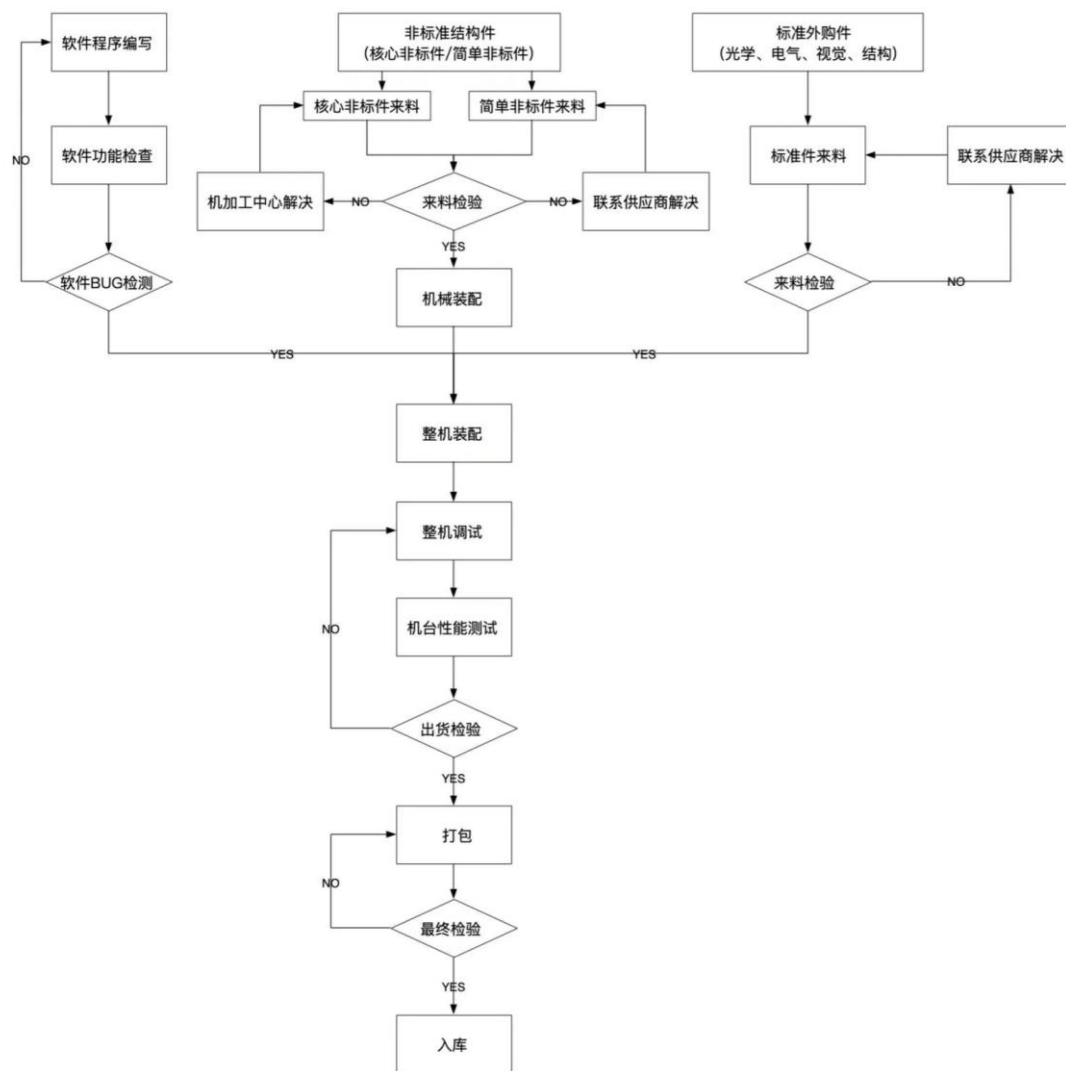 软件程序编写
非标准结构件
(核心非标件/简单非标件)
标准外购件
(光学、电气、视觉、结构)
核心非标件来料
简单非标件来料
NO
软件功能检查
标准件来料
联系供应商解决
机加工中心解决
NO
来料检验
NO
联系供应商解决
YES
软件BUG检测
机械装配
来料检验
NO
YES
YES
整机装配
整机调试
NO
机台性能测试
出货检验
YES
打包
NO
最终检验
YES
入库